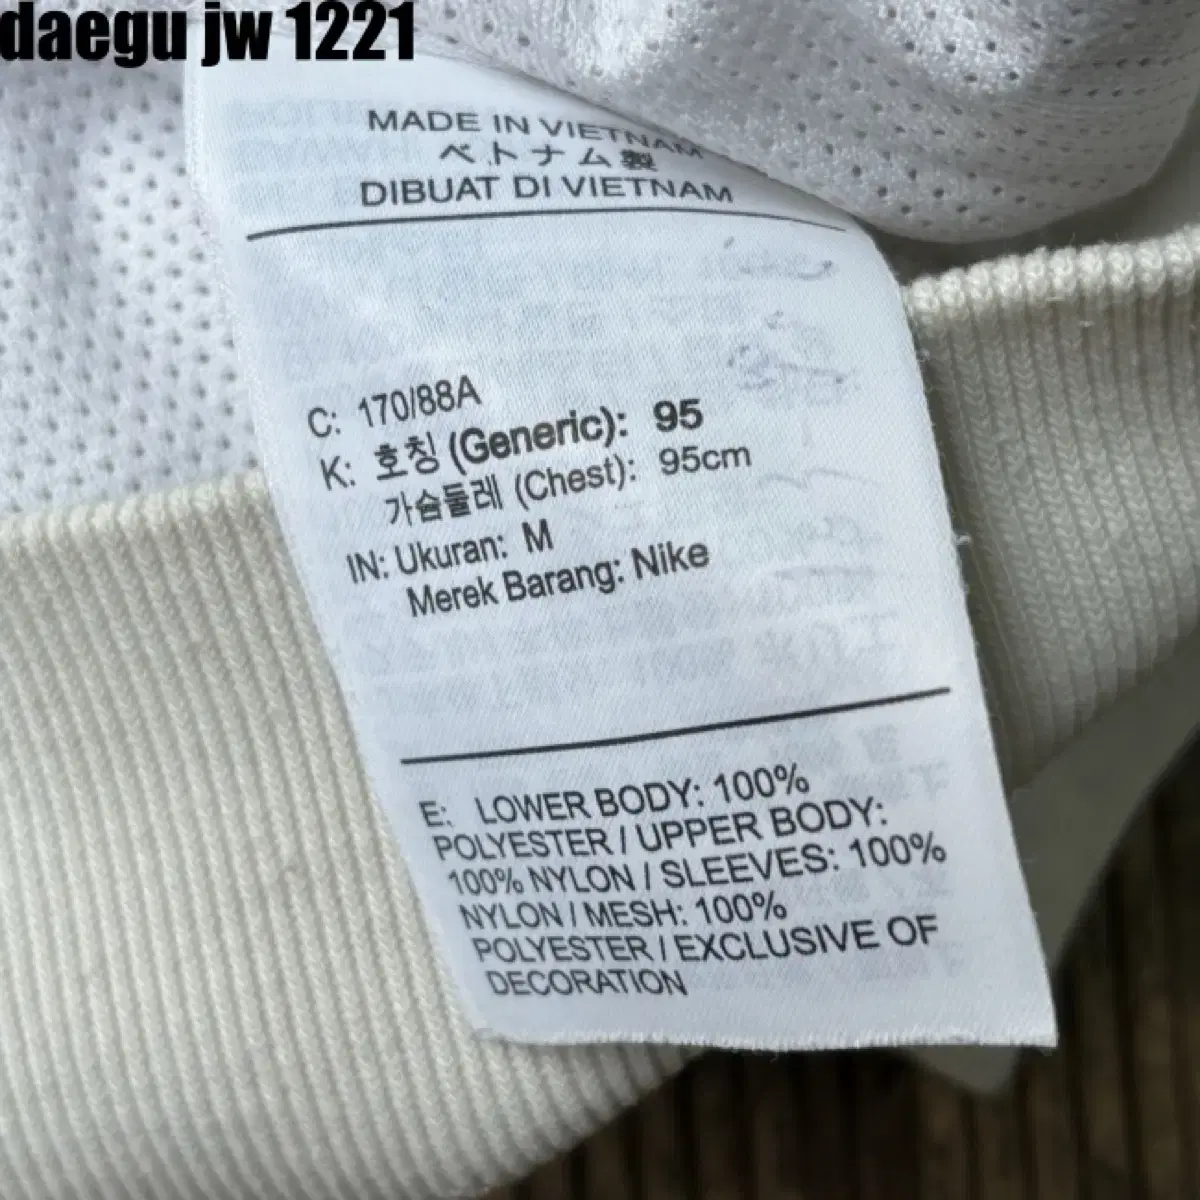 daegu jw 1221
MADE IN VIETNAM
ベトナム製
DIBUAT DI VIETNAM
C: 170/88A
K: 호칭 (Generic): 95
가슴둘레 (Chest): 95cm
IN: Ukuran: M
Merek Barang: Nike
E: LOWER BODY: 100%
POLYESTER / UPPER BODY:
100% NYLON / SLEEVES: 100%
NYLON / MESH: 100%
POLYESTER / EXCLUSIVE OF
DECORATION